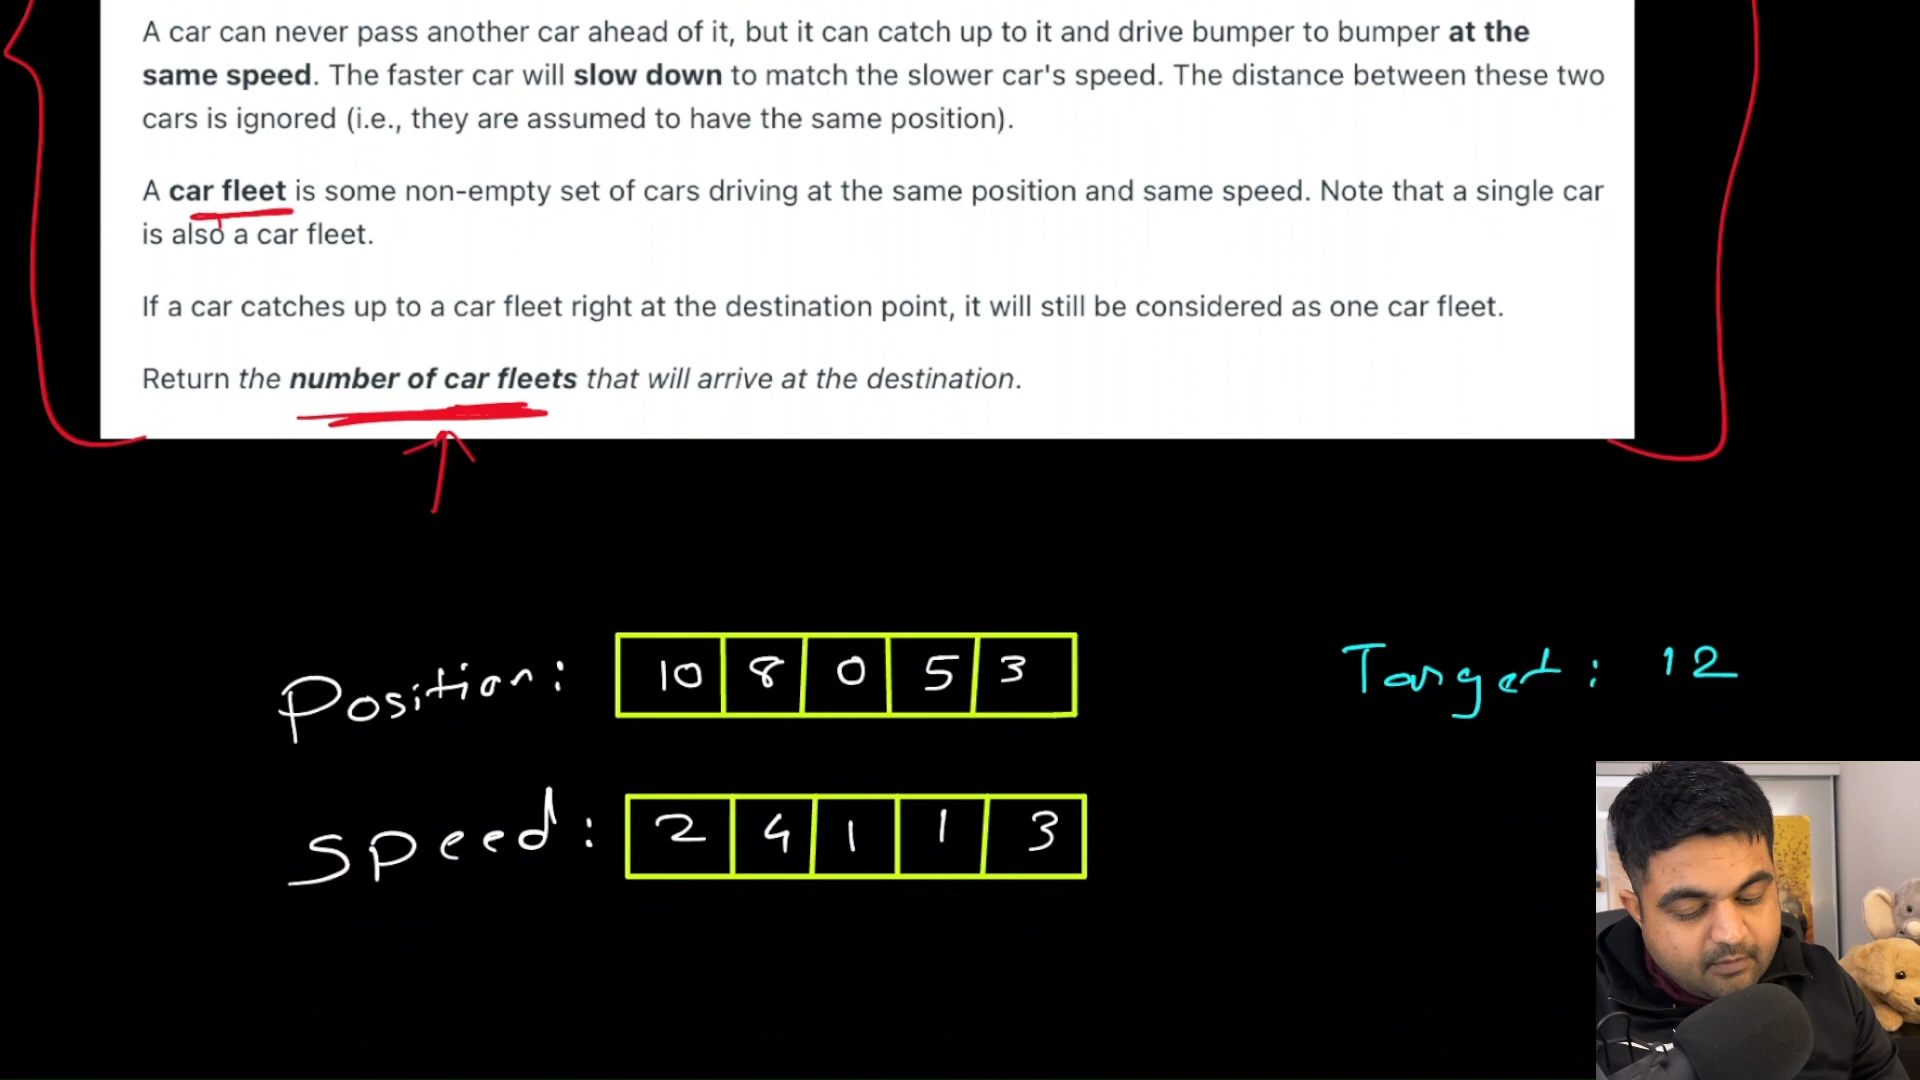 A car can never pass another car ahead of it, but it can catch up to it and drive bumper to bumper at the
same speed. The faster car will slow down to match the slower car's speed. The distance between these two
cars is ignored (i.e., they are assumed to have the same position).
A car fleet is some non-empty set of cars driving at the same position and same speed. Note that a single car
is also a car fleet.
If a car catches up to a car fleet right at the destination point, it will still be considered as one car fleet.
Return the number of car fleets that will arrive at the destination.
Position: 10 8 0 5 3
Target: 12
Speed: 2 4 1 1 3